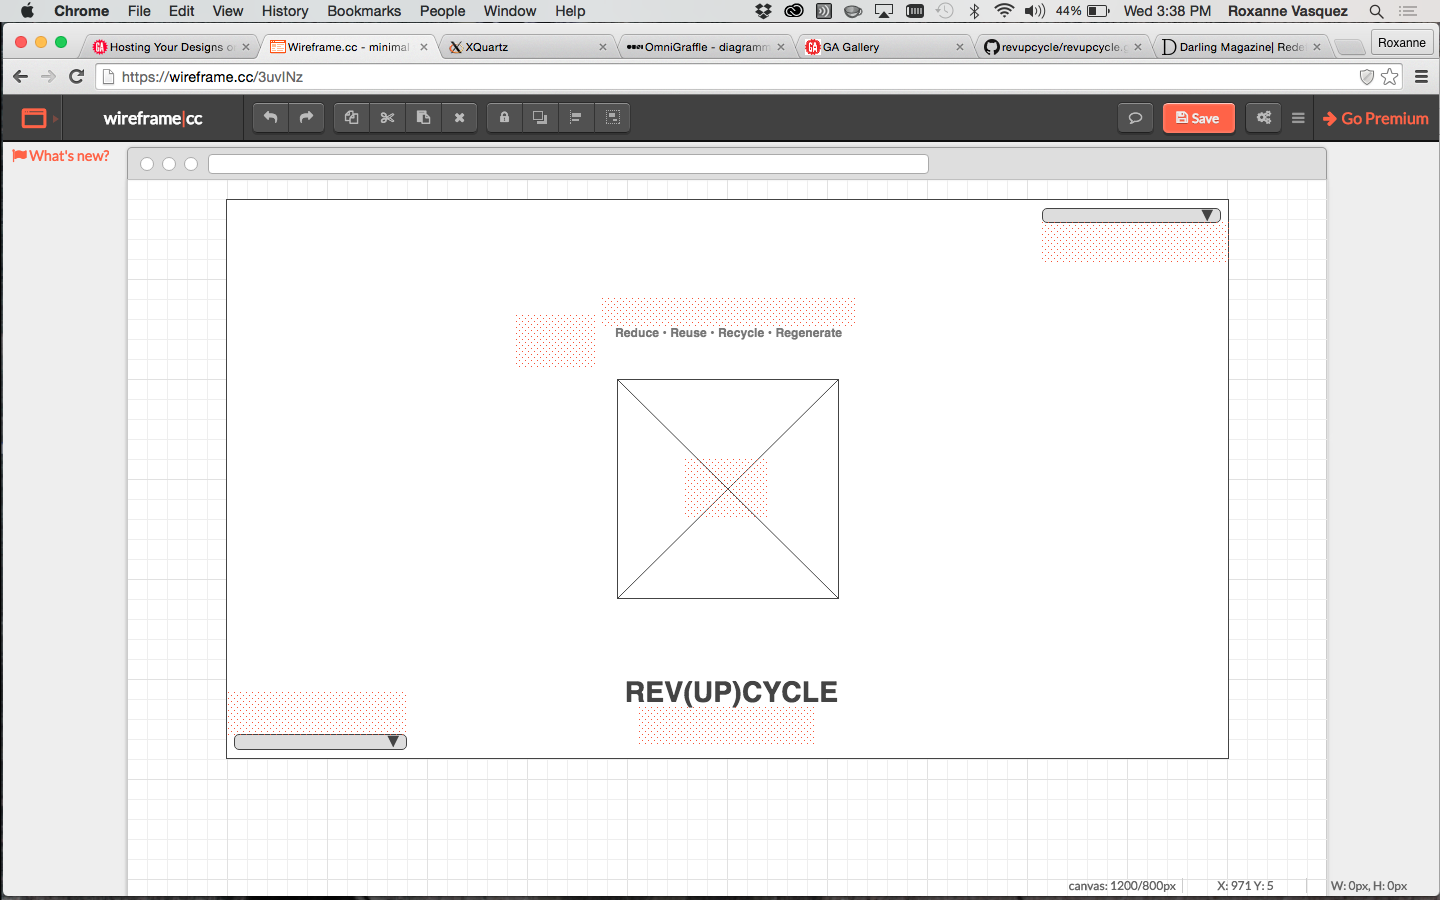 Chrome File Edit View History Bookmarks People Window Help 44% Wed 3:38 PM Roxanne Vasquez
Hosting Your Designs o Wireframe.cc - minimal XQuartz OmniGraffle - diagramm GA Gallery revupcycle/revupcycle.g Darling Magazine| Rede Roxanne
https://wireframe.cc/3uvINz
wireframe|cc Save Go Premium
What's new?
Reduce • Reuse • Recycle • Regenerate
REV(UP)CYCLE
canvas: 1200/800px X: 971 Y: 5 W: 0px, H: 0px